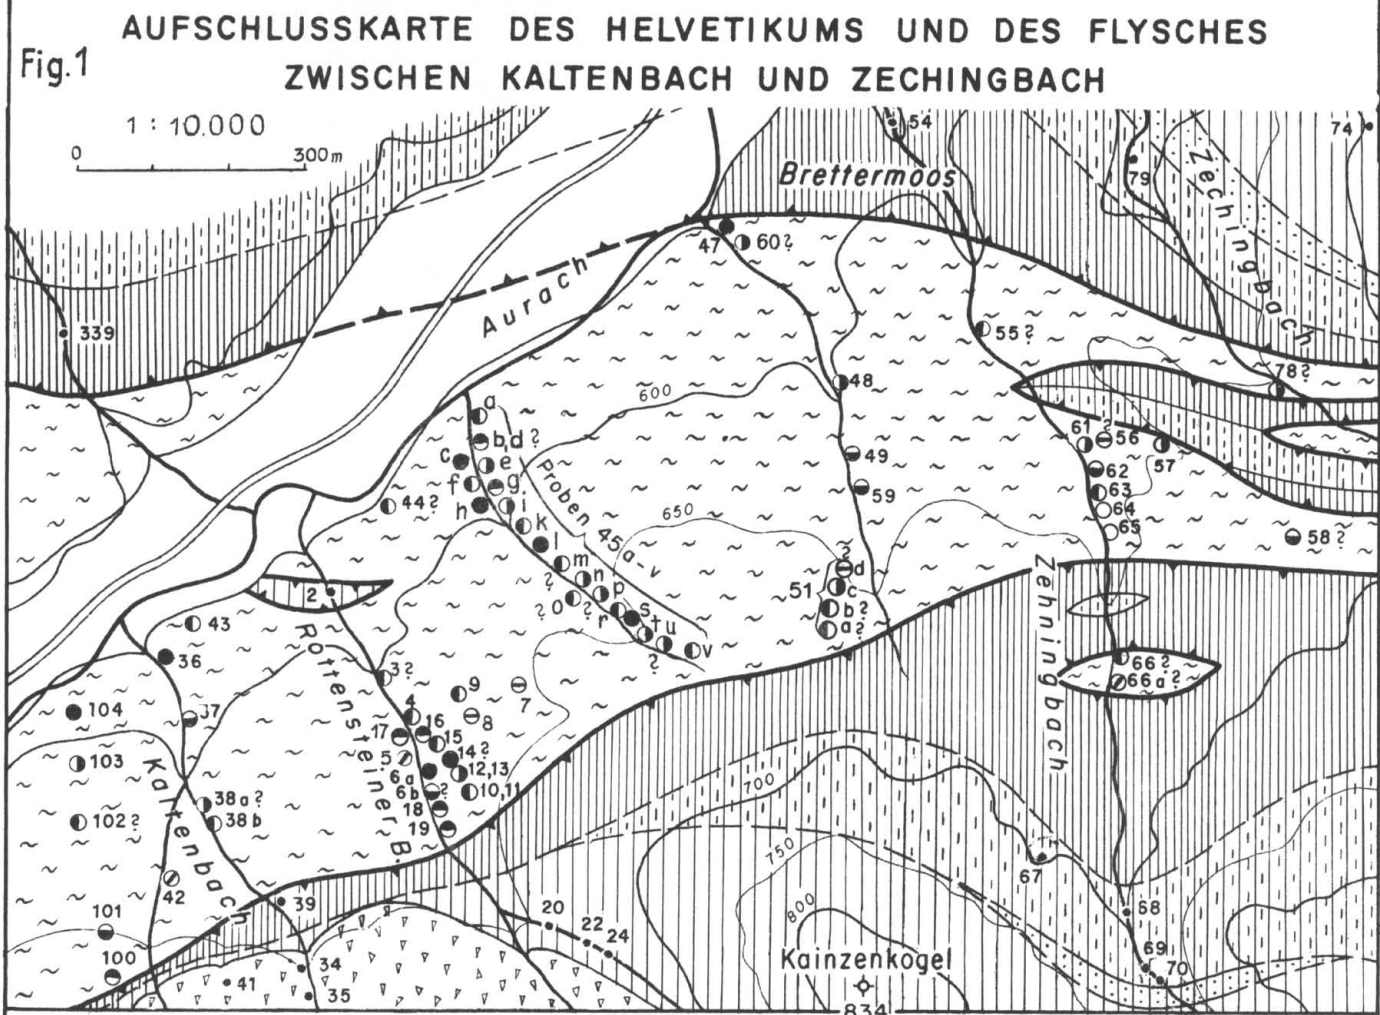 AUFSCHLUSSKARTE DES HELVETIKUMS UND DES FLYSCHES
Fig.1
ZWISCHEN KALTENBACH UND ZECHINGBACH
1 : 10.000
0 300m
54
74
79
Brettermoos
Zechingbach
47
60?
Aurach
339
55?
78?
48
600
a
b,d?
c
e
f
g
h
i
k
l
m
n
?
o
?
?
p
r
s
t
u
?
v
Proben 45a-v
44?
61
?
56
57
49
62
63
59
64
65
58?
650
?
d
51
c
b?
a?
2
43
36
Zehningbach
66?
66a?
3?
9
7
8
Rottensteiner B.
104
37
4
16
17
15
14?
5
103
6a
12,13
6b
?
10,11
18
19
38a?
38b
102?
Kaltenbach
42
700
750
800
67
39
101
100
20
22
24
68
69
70
34
41
35
Kainzenkogel
834